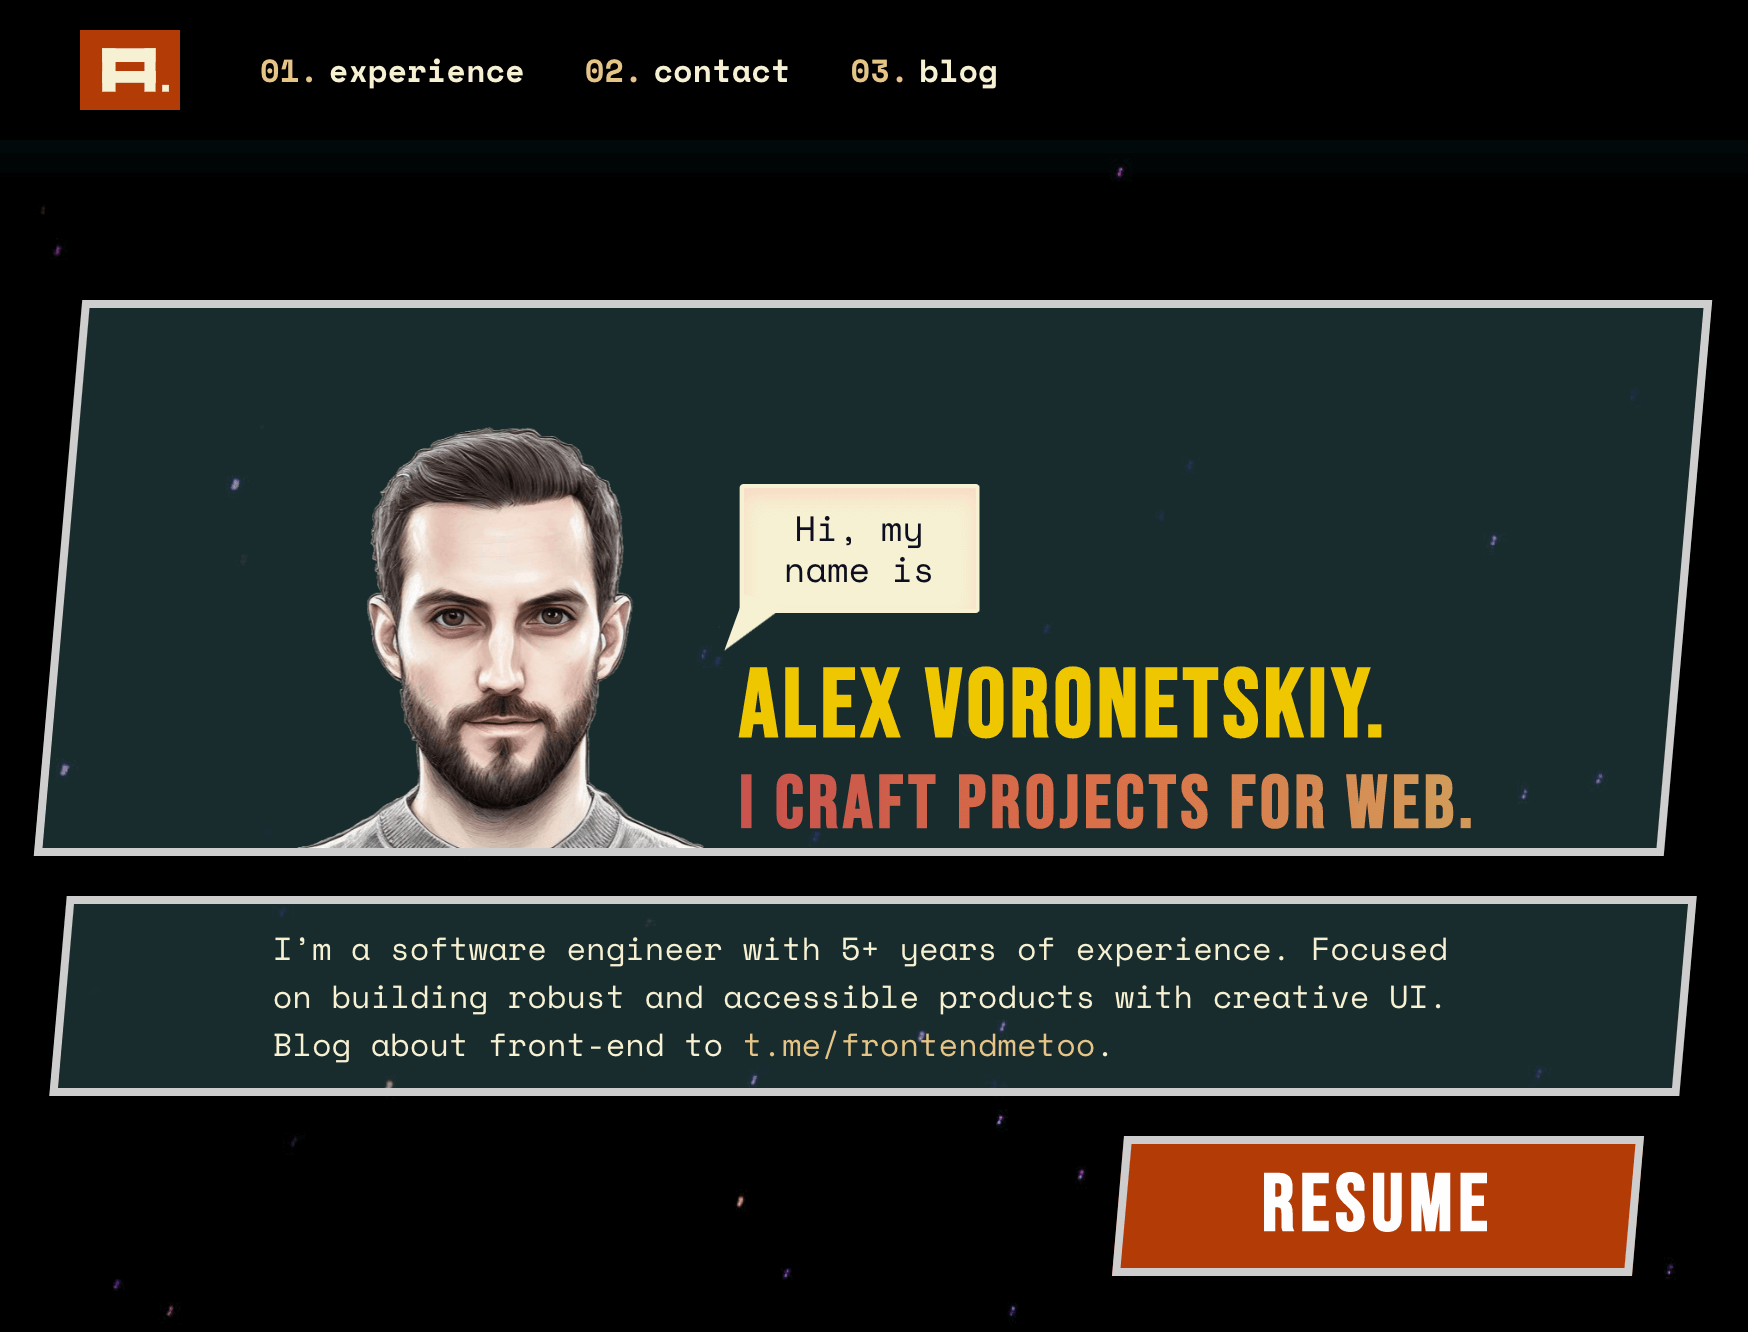 A.
01. experience 02. contact 03. blog
Hi, my
name is
ALEX VORONETSKIY.
I CRAFT PROJECTS FOR WEB.
I’m a software engineer with 5+ years of experience. Focused
on building robust and accessible products with creative UI.
Blog about front-end to t.me/frontendmetoo.
RESUME